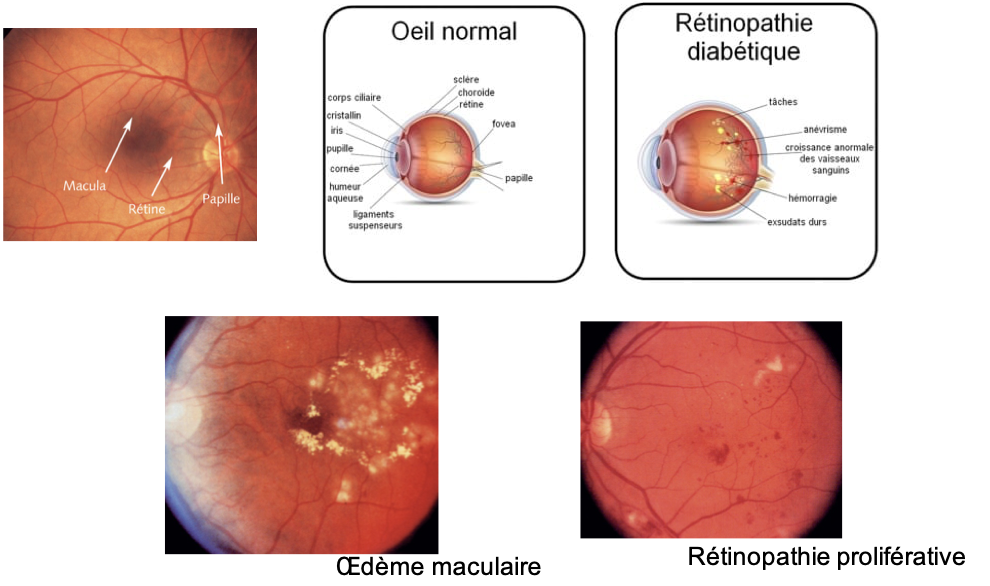 Macula
Rétine
Papille
Oeil normal
sclère
choroide
rétine
corps ciliaire
cristallin
iris
pupille
cornée
humeur
aqueuse
ligaments
suspenseurs
fovea
papille
Rétinopathie
diabétique
tâches
anévrisme
croissance anormale
des vaisseaux
sanguins
hémorragie
exsudats durs
Œdème maculaire
Rétinopathie proliférative